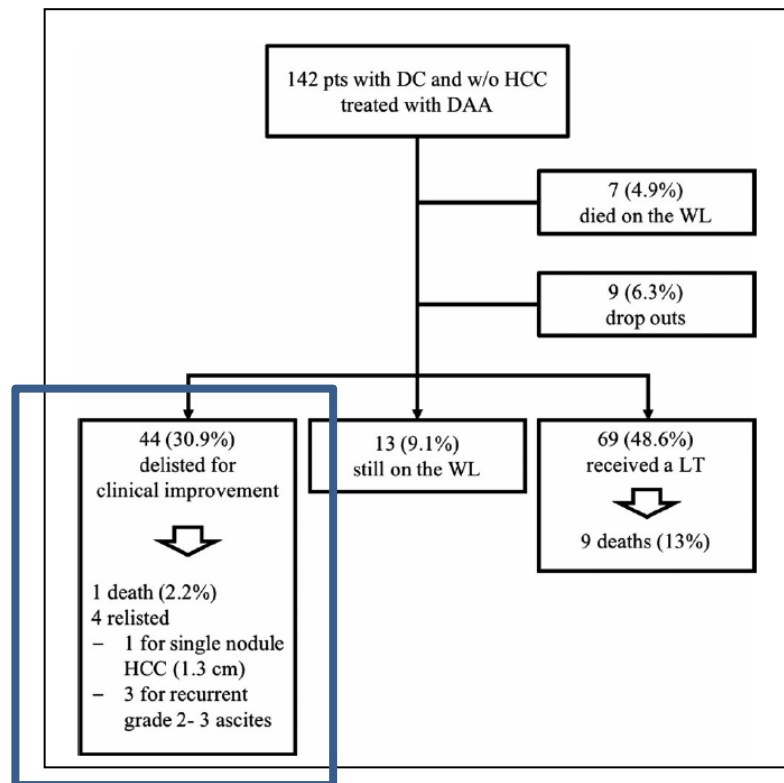 142 pts with DC and w/o HCC
treated with DAA
7 (4.9%)
died on the WL
9 (6.3%)
drop outs
44 (30.9%)
delisted for
clinical improvement
1 death (2.2%)
4 relisted
– 1 for single nodule
HCC (1.3 cm)
– 3 for recurrent
grade 2- 3 ascites
13 (9.1%)
still on the WL
69 (48.6%)
received a LT
9 deaths (13%)